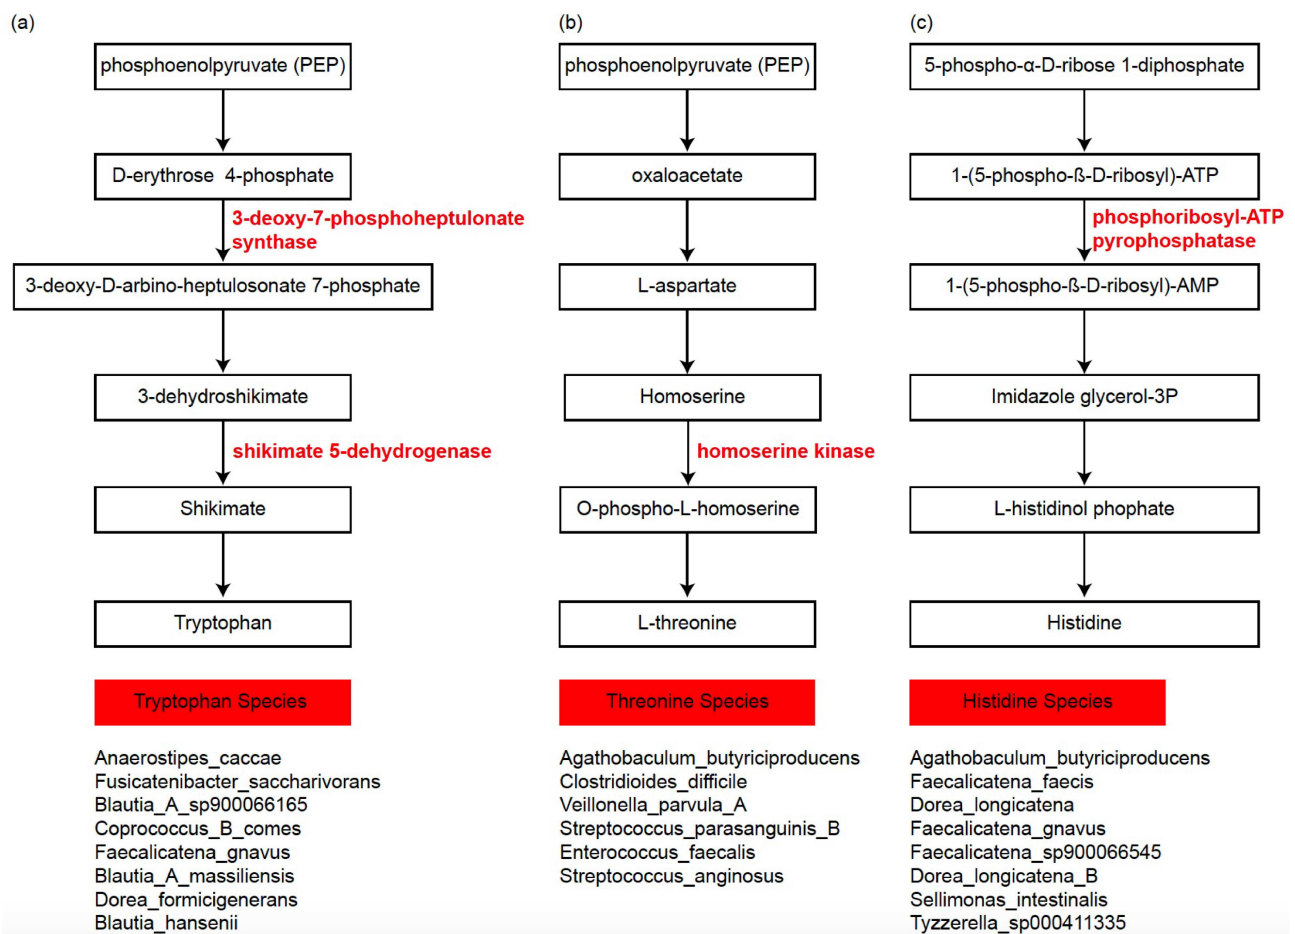 (a)
phosphoenolpyruvate (PEP)
D-erythrose 4-phosphate
3-deoxy-7-phosphoheptulonate
synthase
3-deoxy-D-arbino-heptulosonate 7-phosphate
3-dehydroshikimate
shikimate 5-dehydrogenase
Shikimate
Tryptophan
Tryptophan Species
Anaerostipes_caccae
Fusicatenibacter_saccharivorans
Blautia_A_sp900066165
Coprococcus_B_comes
Faecalicatena_gnavus
Blautia_A_massiliensis
Dorea_formicigenerans
Blautia_hansenii
(b)
phosphoenolpyruvate (PEP)
oxaloacetate
L-aspartate
Homoserine
homoserine kinase
O-phospho-L-homoserine
L-threonine
Threonine Species
Agathobaculum_butyriciproducens
Clostridioides_difficile
Veillonella_parvula_A
Streptococcus_parasanguinis_B
Enterococcus_faecalis
Streptococcus_anginosus
(c)
5-phospho-α-D-ribose 1-diphosphate
1-(5-phospho-ß-D-ribosyl)-ATP
phosphoribosyl-ATP
pyrophosphatase
1-(5-phospho-ß-D-ribosyl)-AMP
Imidazole glycerol-3P
L-histidinol phophate
Histidine
Histidine Species
Agathobaculum_butyriciproducens
Faecalicatena_faecis
Dorea_longicatena
Faecalicatena_gnavus
Faecalicatena_sp900066545
Dorea_longicatena_B
Sellimonas_intestinalis
Tyzzerella_sp000411335